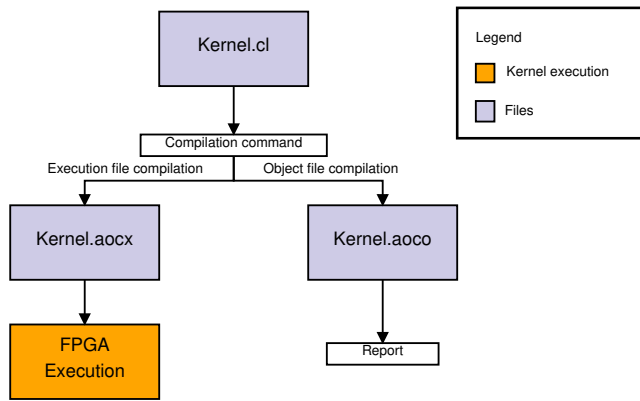 Kernel.cl
Legend
Kernel execution
Files
Compilation command
Execution file compilation
Object file compilation
Kernel.aocx
Kernel.aoco
FPGA
Execution
Report